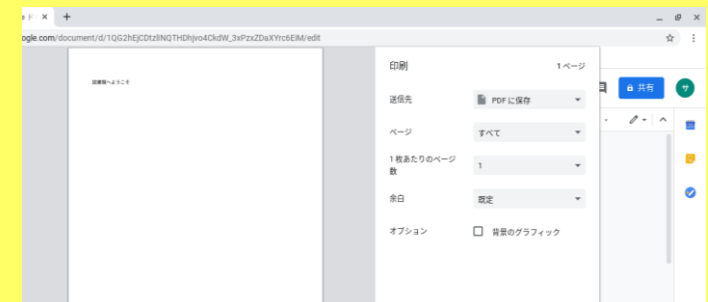 ogle.com/document/d/1QG2hEjCDtzlINQTHDhjvo4CkdW_3xPzxZDaXYrc6EIM/edit
図書館へようこそ
印刷 1 ページ
送信先 PDF に保存
ページ すべて
1 枚あたりのページ数 1
余白 既定
オプション 背景のグラフィック
共有
サ